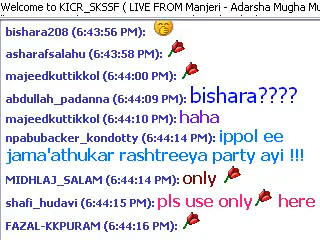 Welcome to KICR_SKSSF ( LIVE FROM Manjeri - Adarsha Mugha Mu
bishara208 (6:43:56 PM):
asharafsalahu (6:43:58 PM):
majeedkuttikkol (6:44:00 PM):
abdullah_padanna (6:44:09 PM): bishara????
majeedkuttikkol (6:44:10 PM): haha
npabubacker_kondotty (6:44:14 PM): ippol ee
jama'athukar rashtreeya party ayi !!!
MIDHLAJ_SALAM (6:44:14 PM): only
shafi_hudavi (6:44:15 PM): pls use only here
FAZAL-KKPURAM (6:44:16 PM):